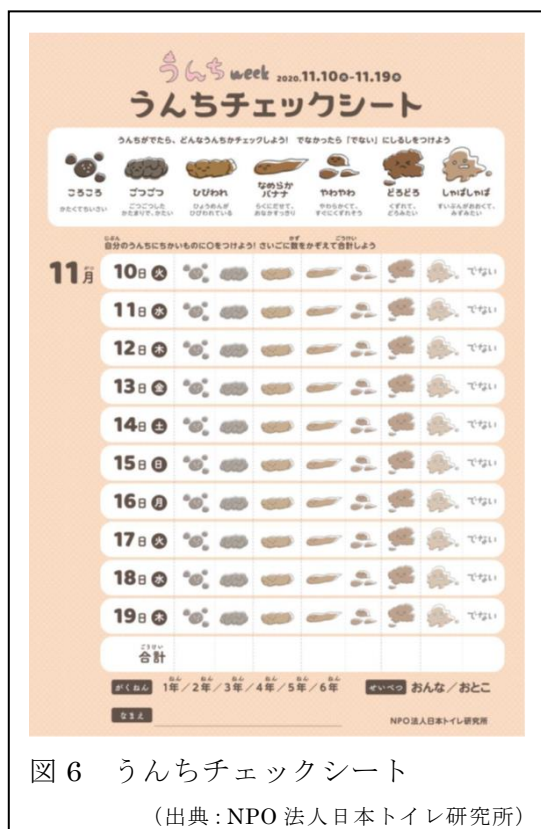 うんち week 2020.11.10火-11.19木
うんちチェックシート
うんちがでたら、どんなうんちかチェックしよう! でなかったら「でない」にしるしをつけよう
ころころ ごつごつ ひびわれ なめらかバナナ やわやわ どろどろ しゃばしゃば
かたくてちいさい ごつごつしたかたまりで、かたい ひょうめんがひびわれている らくにだせて、おなかすっきり やわらかくて、すぐにくずれそう くずれて、どろみたい すいぶんがおおくて、みずみたい
自分のうんちにちかいものに○をつけよう! さいごに数をかぞえて合計しよう
11月 10日 火 でない
11日 水 でない
12日 木 でない
13日 金 でない
14日 土 でない
15日 日 でない
16日 月 でない
17日 火 でない
18日 水 でない
19日 木 でない
合計
がくねん 1年/2年/3年/4年/5年/6年 せいべつ おんな/おとこ
なまえ NPO法人日本トイレ研究所
図 6 うんちチェックシート
(出典:NPO 法人日本トイレ研究所)